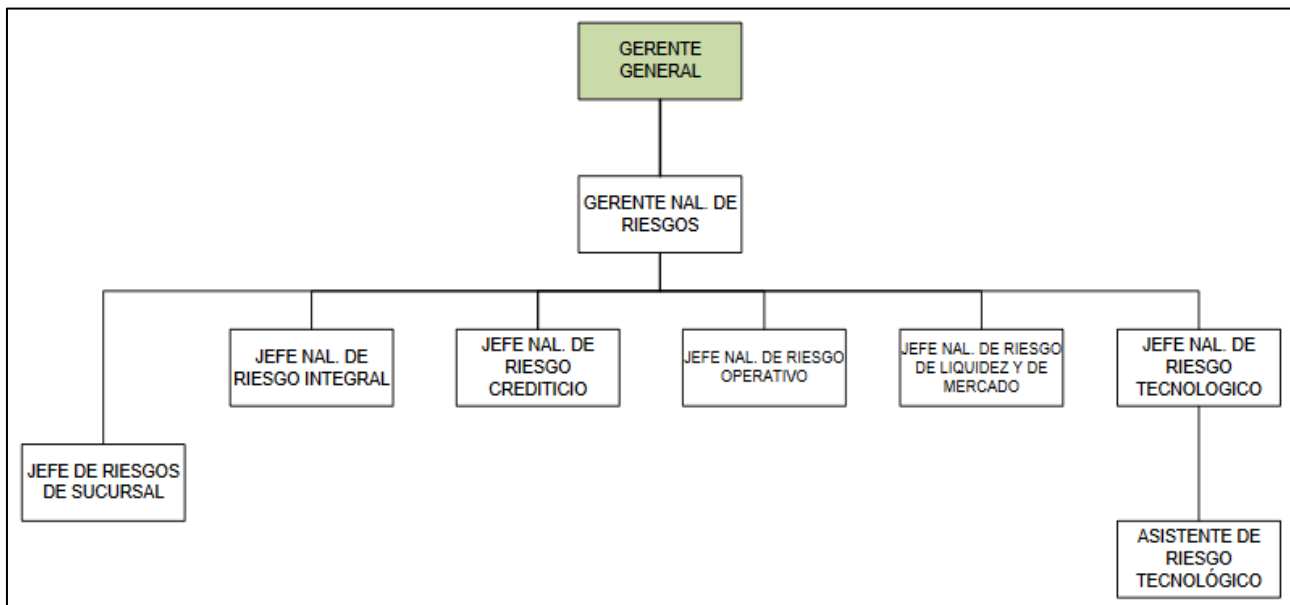 GERENTE
GENERAL
GERENTE NAL. DE
RIESGOS
JEFE NAL. DE
RIESGO INTEGRAL
JEFE NAL. DE
RIESGO
CREDITICIO
JEFE NAL. DE RIESGO
OPERATIVO
JEFE NAL. DE RIESGO
DE LIQUIDEZ Y DE
MERCADO
JEFE NAL. DE
RIESGO
TECNOLOGICO
JEFE DE RIESGOS
DE SUCURSAL
ASISTENTE DE
RIESGO
TECNOLÓGICO